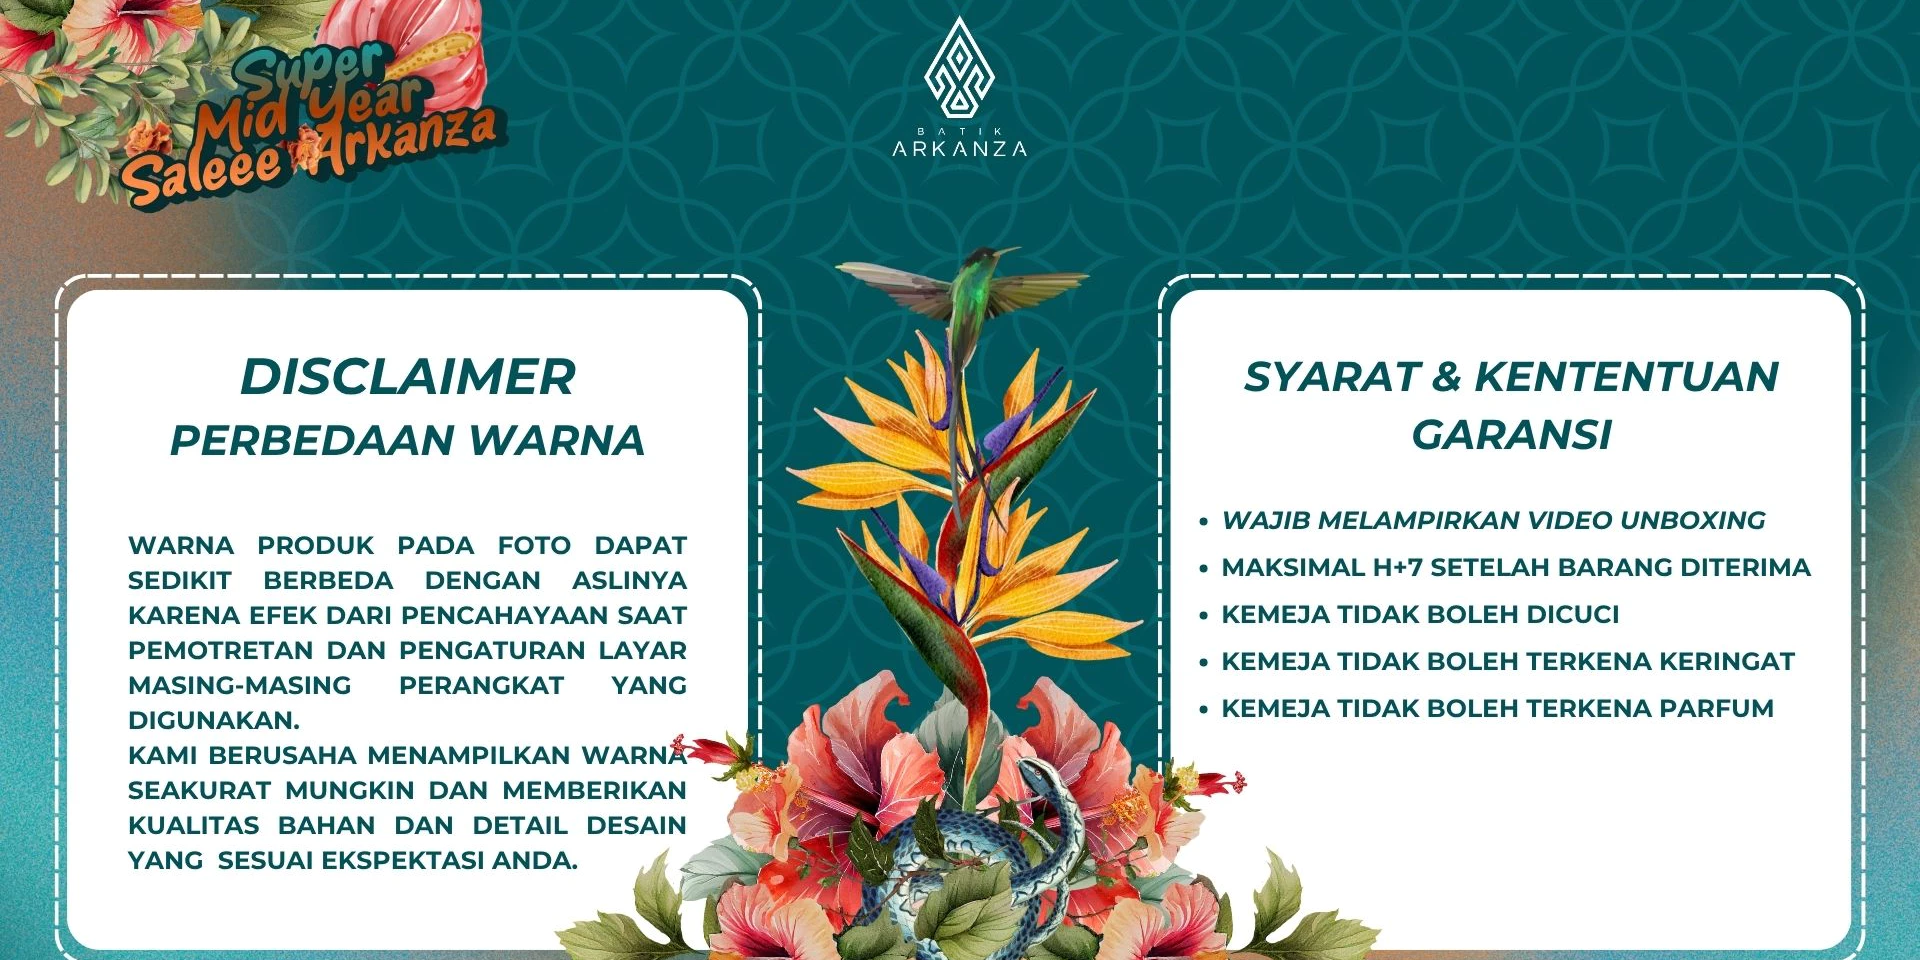 Super
Mid Year
Saleee Arkanza
BATIK
ARKANZA
DISCLAIMER
PERBEDAAN WARNA
WARNA PRODUK PADA FOTO DAPAT
SEDIKIT BERBEDA DENGAN ASLINYA
KARENA EFEK DARI PENCAHAYAAN SAAT
PEMOTRETAN DAN PENGATURAN LAYAR
MASING-MASING PERANGKAT YANG
DIGUNAKAN.
KAMI BERUSAHA MENAMPILKAN WARNA
SEAKURAT MUNGKIN DAN MEMBERIKAN
KUALITAS BAHAN DAN DETAIL DESAIN
YANG SESUAI EKSPEKTASI ANDA.
SYARAT & KENTENTUAN
GARANSI
• WAJIB MELAMPIRKAN VIDEO UNBOXING
• MAKSIMAL H+7 SETELAH BARANG DITERIMA
• KEMEJA TIDAK BOLEH DICUCI
• KEMEJA TIDAK BOLEH TERKENA KERINGAT
• KEMEJA TIDAK BOLEH TERKENA PARFUM